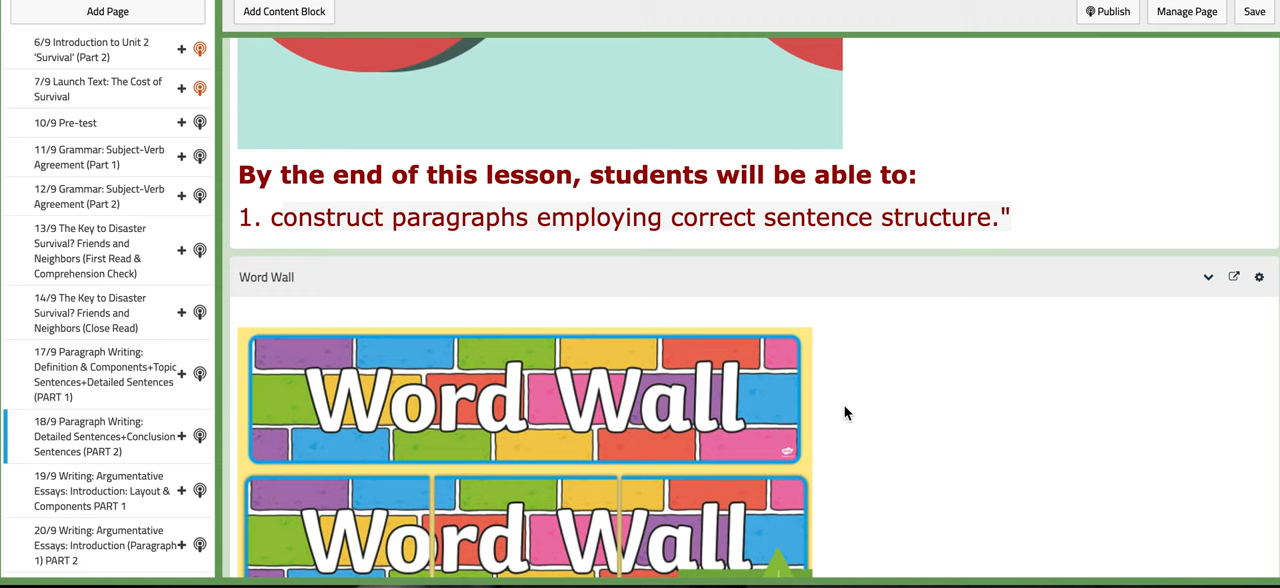 Add Page
Add Content Block
Publish
Manage Page
Save
6/9 Introduction to Unit 2
'Survival' (Part 2)
7/9 Launch Text: The Cost of
Survival
10/9 Pre-test
11/9 Grammar: Subject-Verb
Agreement (Part 1)
12/9 Grammar: Subject-Verb
Agreement (Part 2)
13/9 The Key to Disaster
Survival? Friends and
Neighbors (First Read &
Comprehension Check)
14/9 The Key to Disaster
Survival? Friends and
Neighbors (Close Read)
17/9 Paragraph Writing:
Definition & Components+Topic
Sentences+Detailed Sentences
(PART 1)
18/9 Paragraph Writing:
Detailed Sentences+Conclusion
Sentences (PART 2)
19/9 Writing: Argumentative
Essays: Introduction: Layout &
Components PART 1
20/9 Writing: Argumentative
Essays: Introduction (Paragraph
1) PART 2
By the end of this lesson, students will be able to:
1. construct paragraphs employing correct sentence structure."
Word Wall
Word Wall
Word Wall